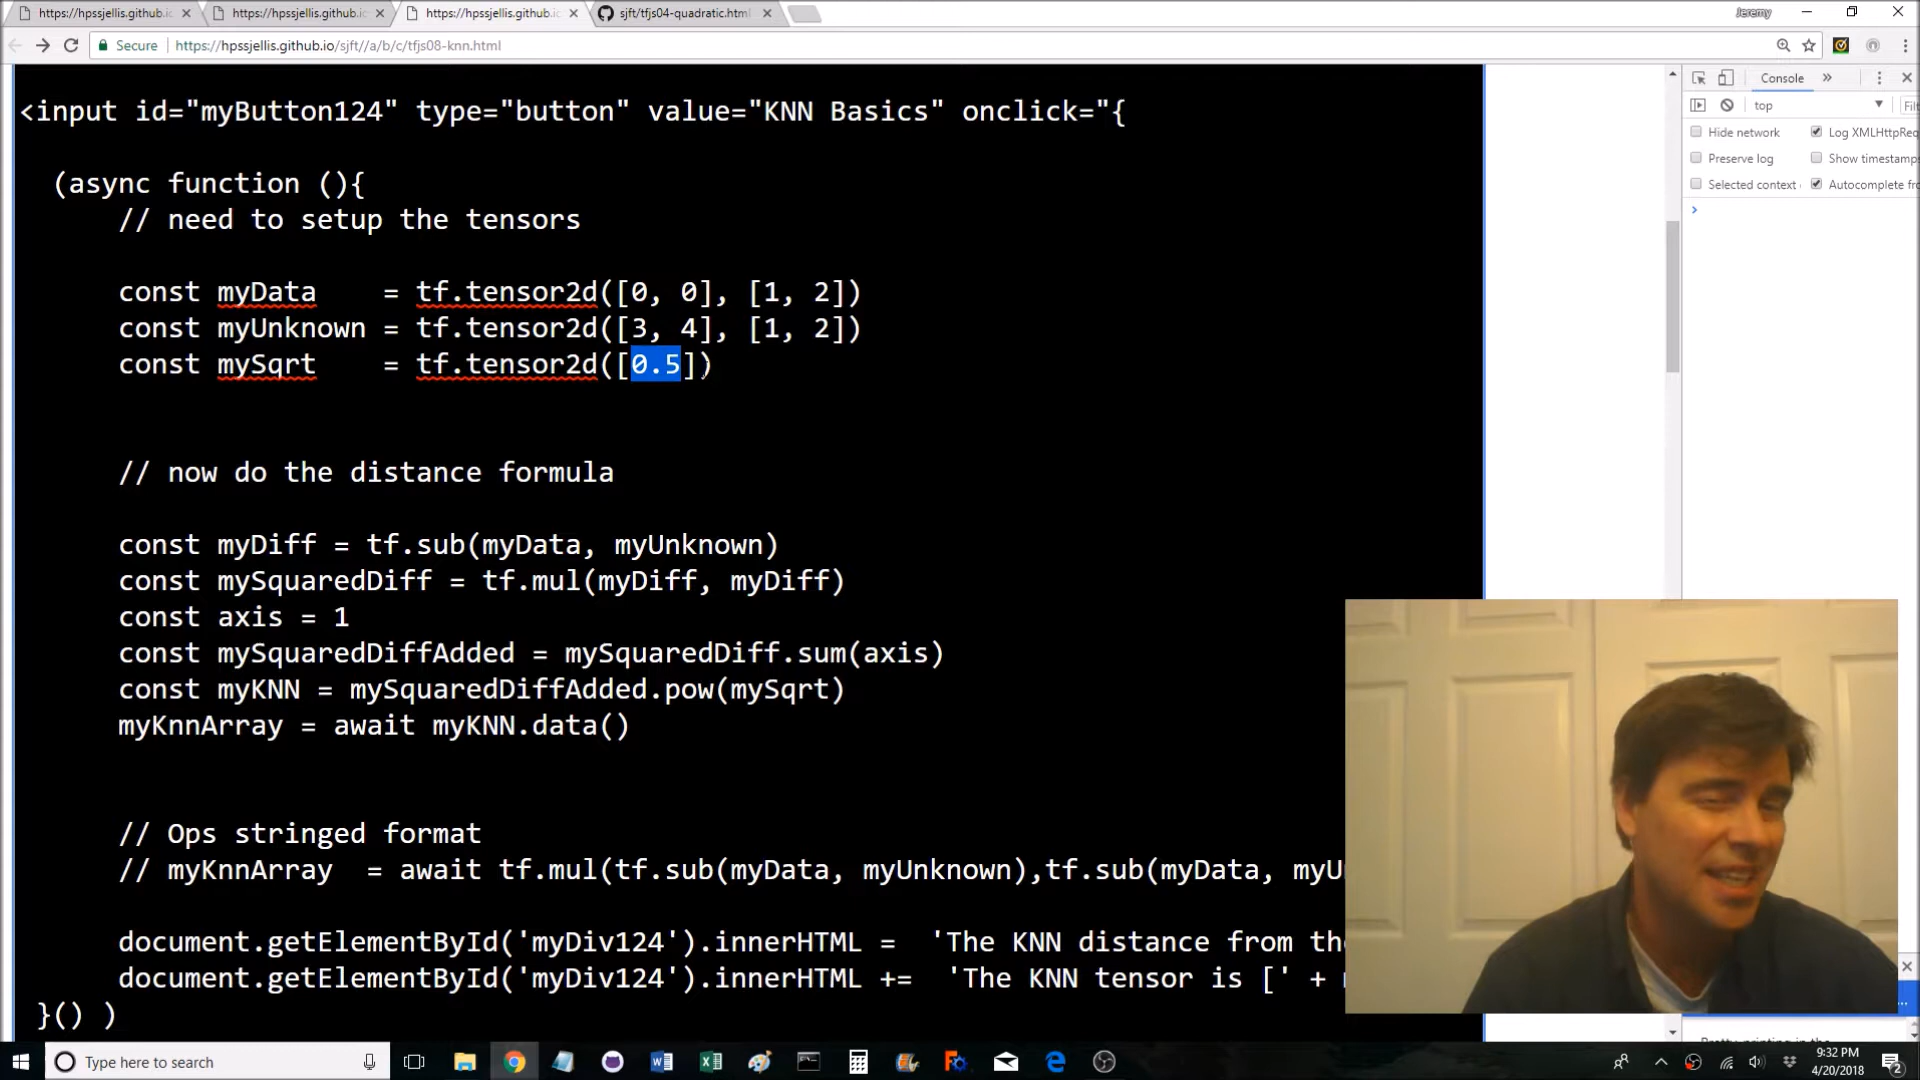 https://hpssjellis.github.io
https://hpssjellis.github.io
https://hpssjellis.github.io
sjft/tfjs04-quadratic.html
Jeremy
Secure
https://hpssjellis.github.io/sjft//a/b/c/tfjs08-knn.html
<input id="myButton124" type="button" value="KNN Basics" onclick="{
(async function (){
// need to setup the tensors
const myData = tf.tensor2d([0, 0], [1, 2])
const myUnknown = tf.tensor2d([3, 4], [1, 2])
const mySqrt = tf.tensor2d([0.5])
// now do the distance formula
const myDiff = tf.sub(myData, myUnknown)
const mySquaredDiff = tf.mul(myDiff, myDiff)
const axis = 1
const mySquaredDiffAdded = mySquaredDiff.sum(axis)
const myKNN = mySquaredDiffAdded.pow(mySqrt)
myKnnArray = await myKNN.data()
// Ops stringed format
// myKnnArray = await tf.mul(tf.sub(myData, myUnknown),tf.sub(myData, myU
document.getElementById('myDiv124').innerHTML = 'The KNN distance from th
document.getElementById('myDiv124').innerHTML += 'The KNN tensor is [' +
}() )
Console
»
top
Hide network
Log XMLHttpReq
Preserve log
Show timestamps
Selected context
Autocomplete fro
Type here to search
9:32 PM
4/20/2018
2